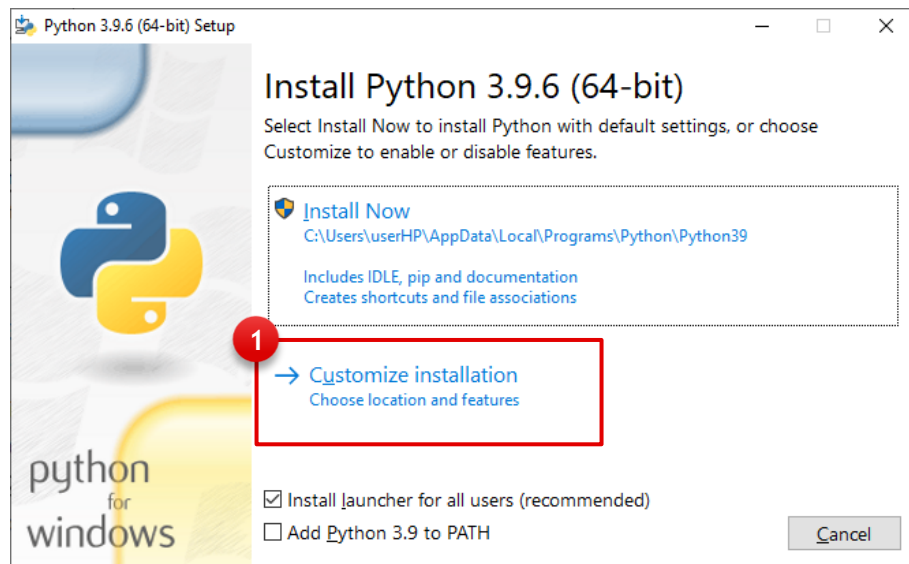 Python 3.9.6 (64-bit) Setup
Install Python 3.9.6 (64-bit)
Select Install Now to install Python with default settings, or choose
Customize to enable or disable features.
Install Now
C:\Users\userHP\AppData\Local\Programs\Python\Python39
Includes IDLE, pip and documentation
Creates shortcuts and file associations
1
Customize installation
Choose location and features
python
for
windows
Install launcher for all users (recommended)
Add Python 3.9 to PATH
Cancel